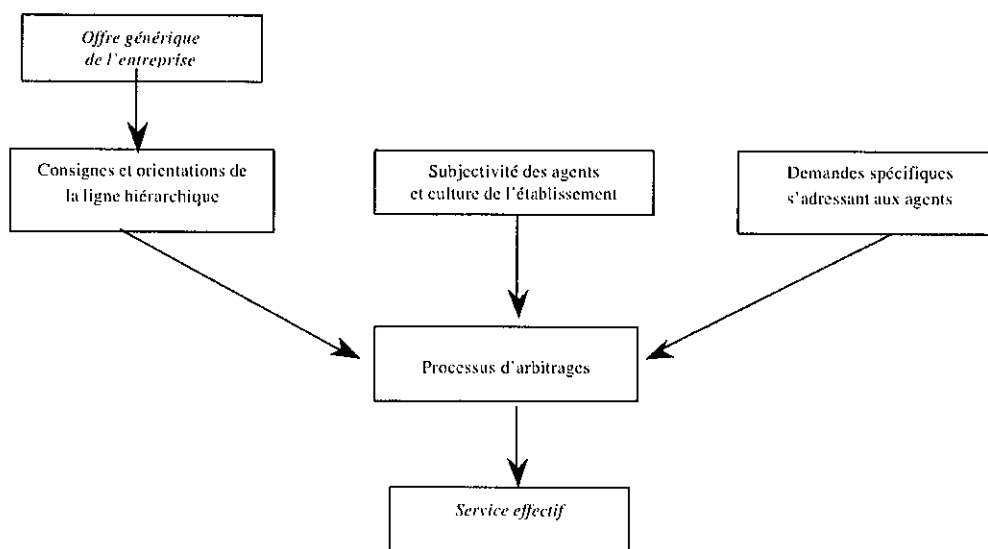 Offre générique
de l'entreprise
Consignes et orientations de
la ligne hiérarchique
Subjectivité des agents
et culture de l'établissement
Demandes spécifiques
s'adressant aux agents
Processus d'arbitrages
Service effectif